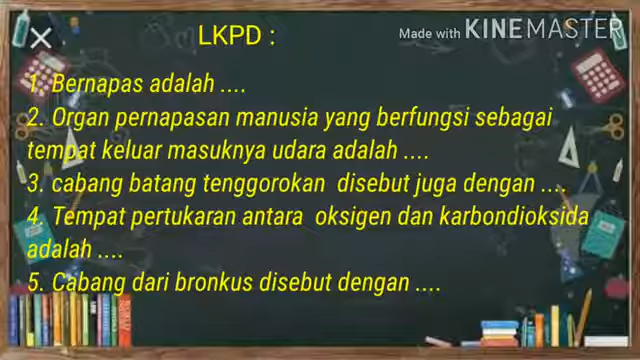 LKPD :
Made with KINEMASTER
1. Bernapas adalah ....
2. Organ pernapasan manusia yang berfungsi sebagai
tempat keluar masuknya udara adalah ....
3. cabang batang tenggorokan disebut juga dengan ....
4. Tempat pertukaran antara oksigen dan karbondioksida
adalah ....
5. Cabang dari bronkus disebut dengan ....